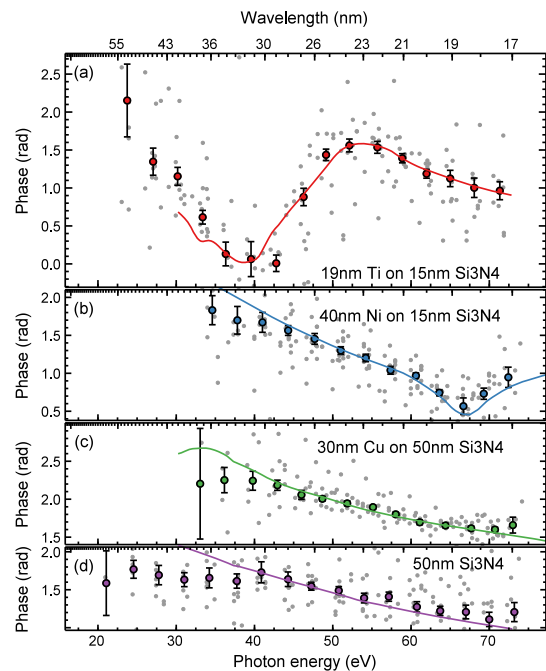 Wavelength (nm)
55 43 36 30 26 23 21 19 17
(a)
2.5
2.0
1.5
1.0
0.5
0.0
Phase (rad)
19nm Ti on 15nm Si3N4
(b)
40nm Ni on 15nm Si3N4
2.0
1.5
1.0
0.5
Phase (rad)
(c)
30nm Cu on 50nm Si3N4
3.0
2.5
2.0
1.5
Phase (rad)
(d)
50nm Si3N4
2.0
1.5
Phase (rad)
20 30 40 50 60 70
Photon energy (eV)